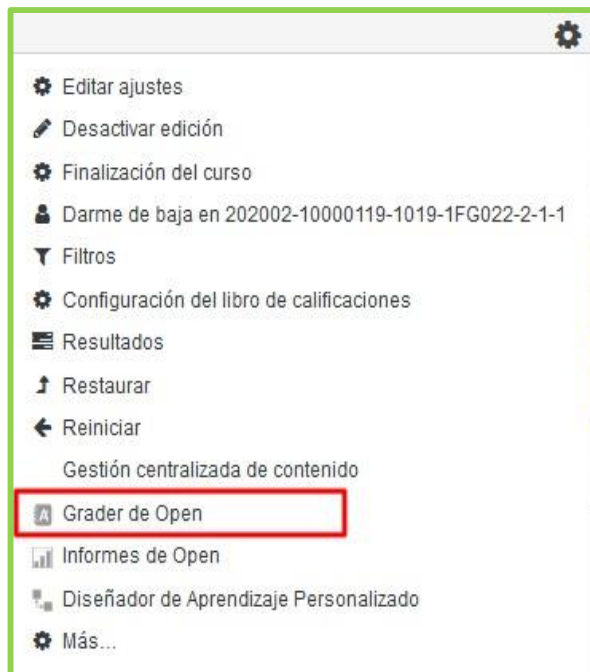 Editar ajustes
Desactivar edición
Finalización del curso
Darme de baja en 202002-10000119-1019-1FG022-2-1-1
Filtros
Configuración del libro de calificaciones
Resultados
Restaurar
Reiniciar
Gestión centralizada de contenido
Grader de Open
Informes de Open
Diseñador de Aprendizaje Personalizado
Más...